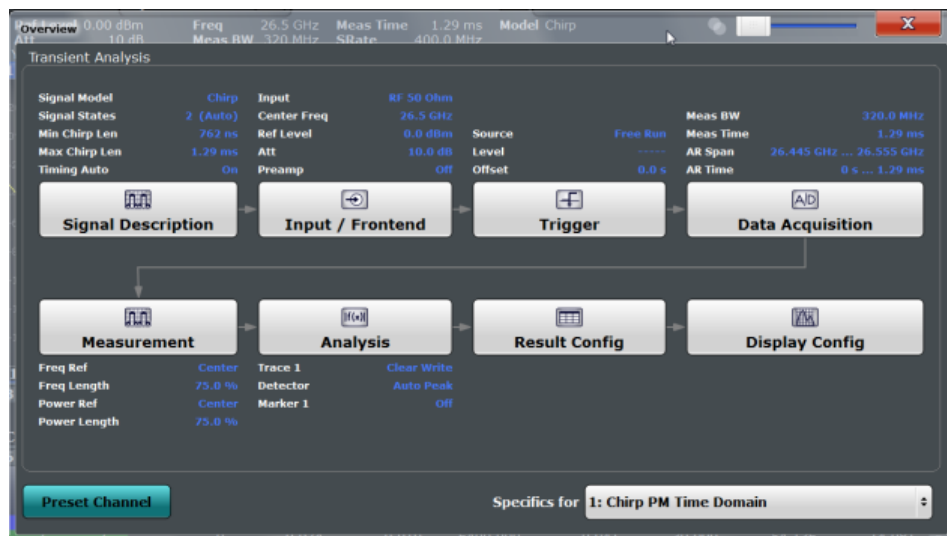 Overview 0.00 dBm Freq 26.5 GHz Meas Time 1.29 ms Model Chirp
Att 10 dB Meas BW 320 MHz SRate 400.0 MHz
Transient Analysis
Signal Model Chirp Input RF 50 Ohm
Signal States 2 (Auto) Center Freq 26.5 GHz Meas BW 320.0 MHz
Min Chirp Len 762 ns Ref Level 0.0 dBm Source Free Run Meas Time 1.29 ms
Max Chirp Len 1.29 ms Att 10.0 dB Level ----- AR Span 26.445 GHz ... 26.555 GHz
Timing Auto On Preamp Off Offset 0.0 s AR Time 0 s ... 1.29 ms
A|D
Signal Description Input / Frontend Trigger Data Acquisition
Measurement Analysis Result Config Display Config
Freq Ref Center Trace 1 Clear Write
Freq Length 75.0 % Detector Auto Peak
Power Ref Center Marker 1 Off
Power Length 75.0 %
Preset Channel Specifics for 1: Chirp PM Time Domain